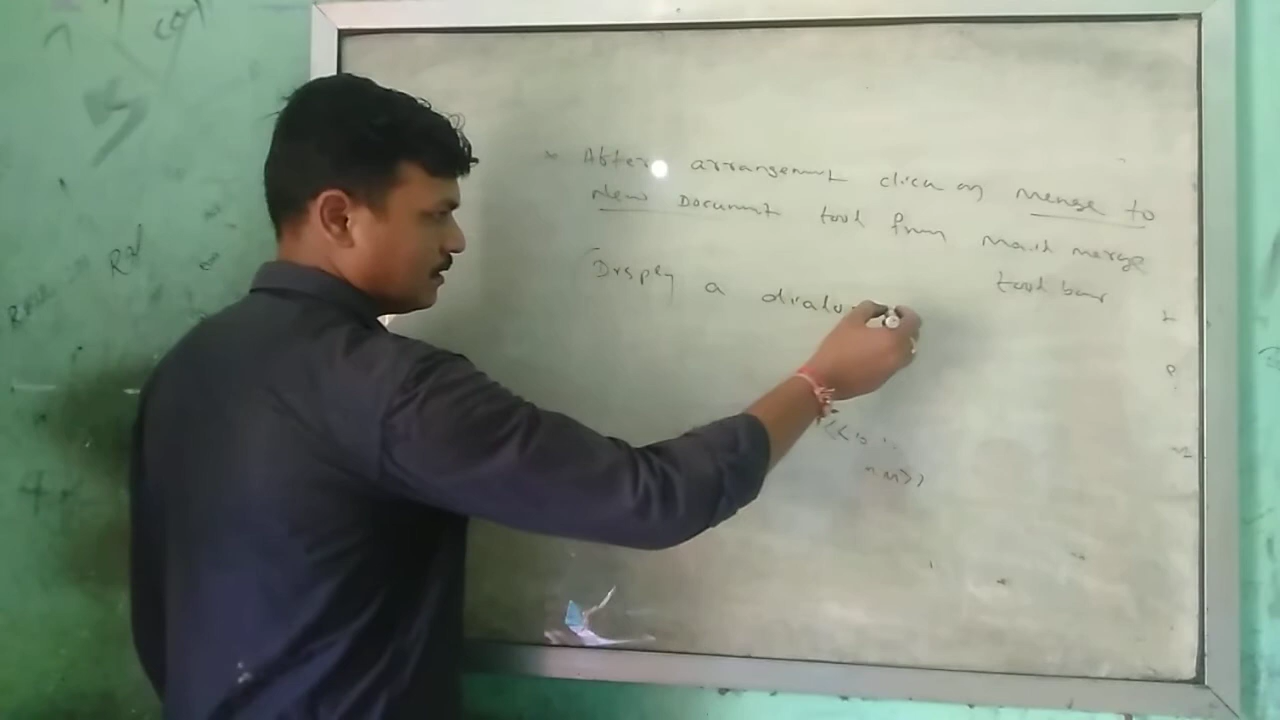 * After arrangement click on merge to
New Document tool from mail merge
tool bar
Display a dialo